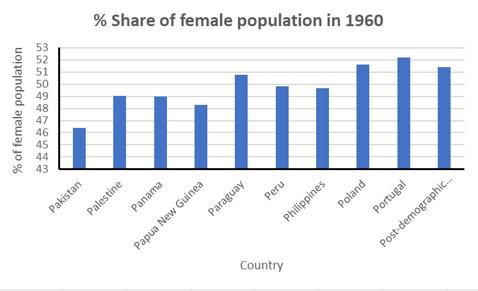 % Share of female population in 1960
% of female population
53
52
51
50
49
48
47
46
45
44
43
Pakistan
Palestine
Panama
Papua New Guinea
Paraguay
Peru
Philippines
Poland
Portugal
Post-demographic...
Country